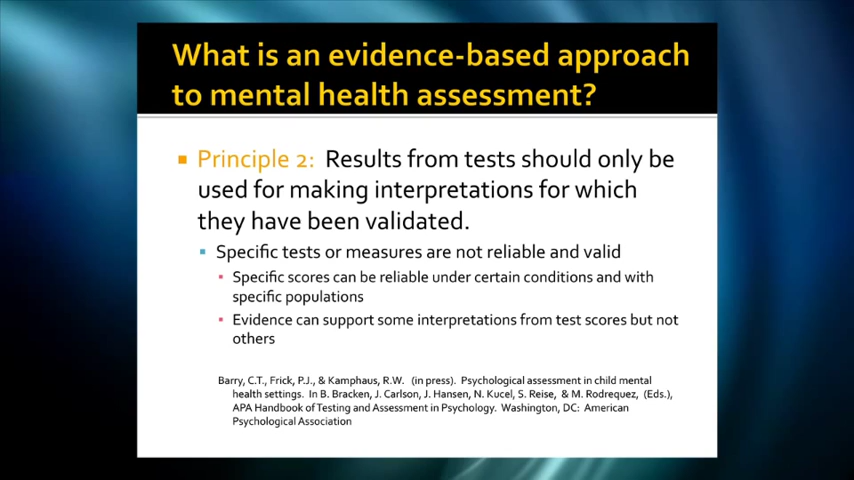 What is an evidence-based approach
to mental health assessment?
Principle 2: Results from tests should only be
used for making interpretations for which
they have been validated.
Specific tests or measures are not reliable and valid
Specific scores can be reliable under certain conditions and with
specific populations
Evidence can support some interpretations from test scores but not
others
Barry, C.T., Frick, P.J., & Kamphaus, R.W. (in press). Psychological assessment in child mental
health settings. In B. Bracken, J. Carlson, J. Hansen, N. Kucel, S. Reise, & M. Rodrequez, (Eds.),
APA Handbook of Testing and Assessment in Psychology. Washington, DC: American
Psychological Association